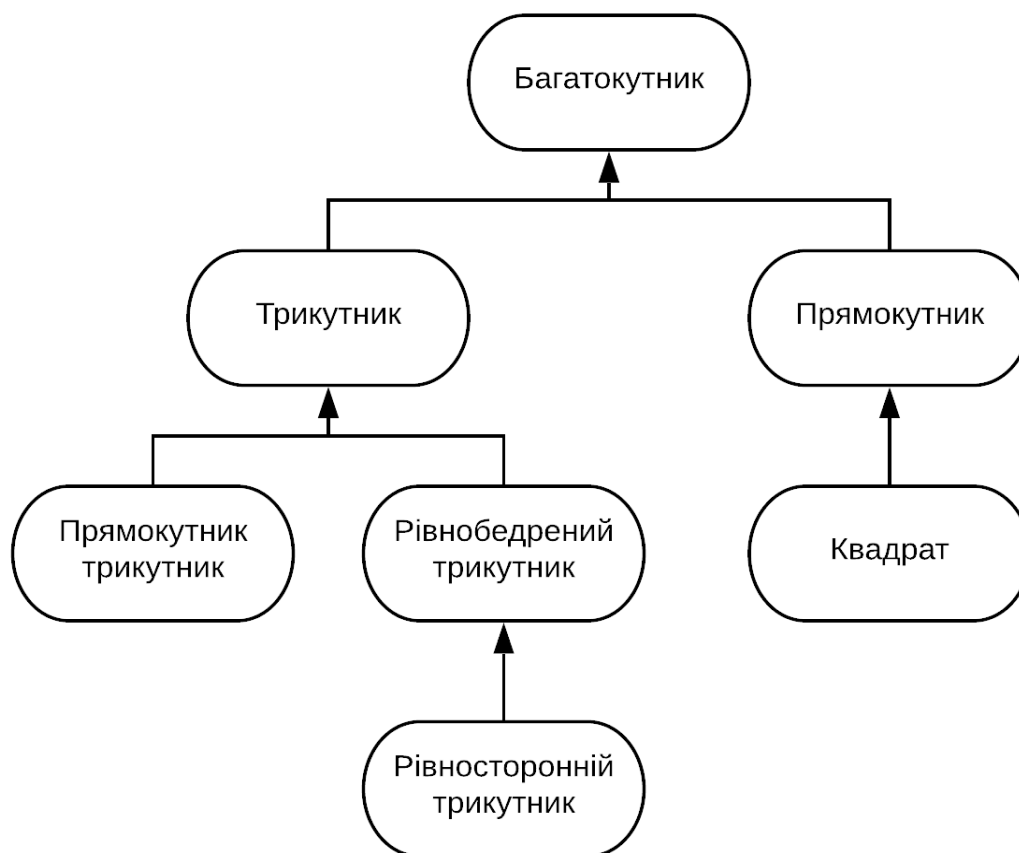 Багатокутник
Трикутник
Прямокутник
Прямокутник
трикутник
Рівнобедрений
трикутник
Квадрат
Рівносторонній
трикутник